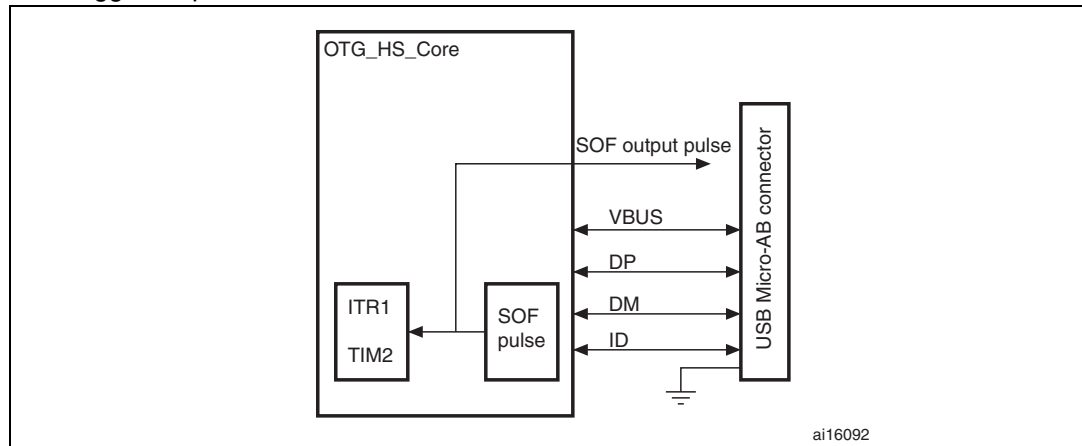 OTG_HS_Core
SOF output pulse
VBUS
DP
DM
ID
ITR1
TIM2
SOF
pulse
USB Micro-AB connector
ai16092